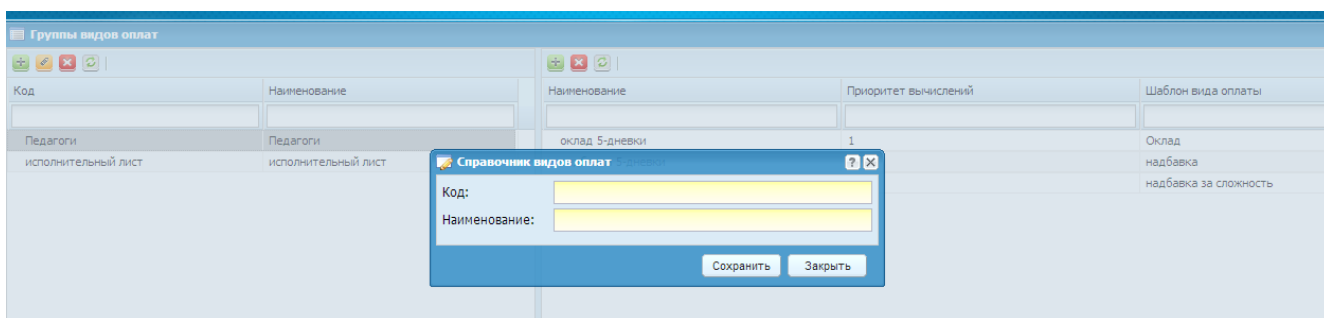 Группы видов оплат
Код Наименование Наименование Приоритет вычислений Шаблон вида оплаты
Педагоги Педагоги оклад 5-дневки 1 Оклад
исполнительный лист исполнительный лист надбавка
надбавка за сложность
Справочник видов оплат
Код:
Наименование:
Сохранить Закрыть